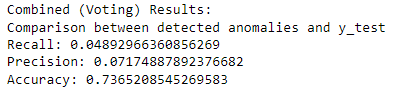 Combined (Voting) Results:
Comparison between detected anomalies and y_test
Recall: 0.04892966360856269
Precision: 0.07174887892376682
Accuracy: 0.7365208545269583